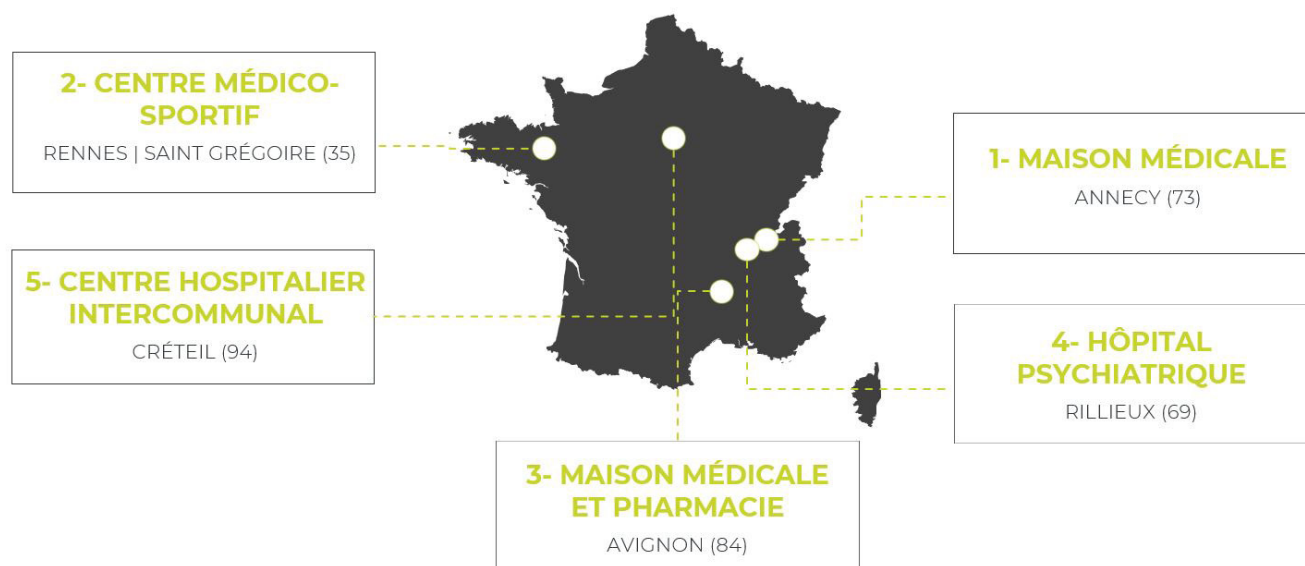 2- CENTRE MÉDICO-
SPORTIF
RENNES | SAINT GRÉGOIRE (35)
1- MAISON MÉDICALE
ANNECY (73)
5- CENTRE HOSPITALIER
INTERCOMMUNAL
CRÉTEIL (94)
4- HÔPITAL
PSYCHIATRIQUE
RILLIEUX (69)
3- MAISON MÉDICALE
ET PHARMACIE
AVIGNON (84)